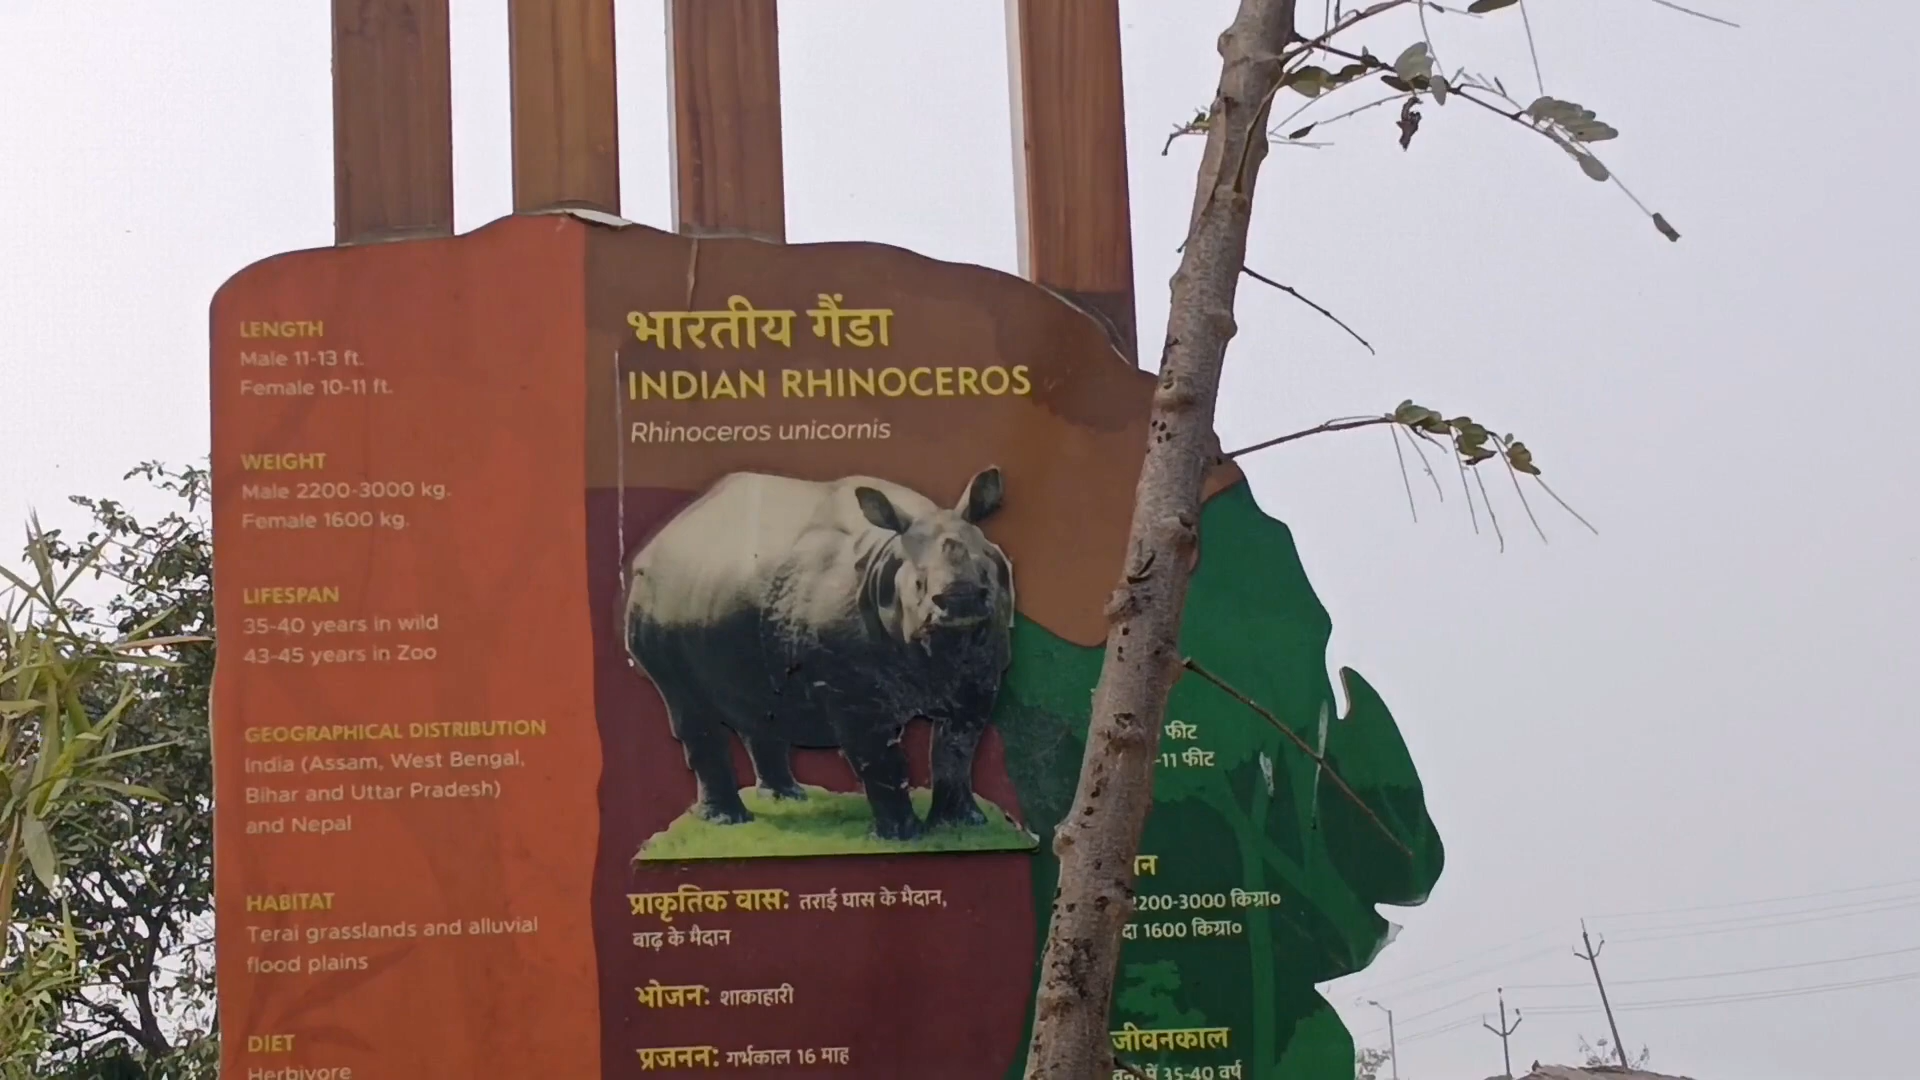 LENGTH
Male 11-13 ft.
Female 10-11 ft.
WEIGHT
Male 2200-3000 kg.
Female 1600 kg.
LIFESPAN
35-40 years in wild
43-45 years in Zoo
GEOGRAPHICAL DISTRIBUTION
India (Assam, West Bengal,
Bihar and Uttar Pradesh)
and Nepal
HABITAT
Terai grasslands and alluvial
flood plains
DIET
Herbivore
भारतीय गैंडा
INDIAN RHINOCEROS
Rhinoceros unicornis
प्राकृतिक वास: तराई घास के मैदान,
बाढ़ के मैदान
भोजन: शाकाहारी
प्रजनन: गर्भकाल 16 माह
फीट
-11 फीट
2200-3000 किग्रा०
1600 किग्रा०
जीवनकाल
में 35-40 वर्ष